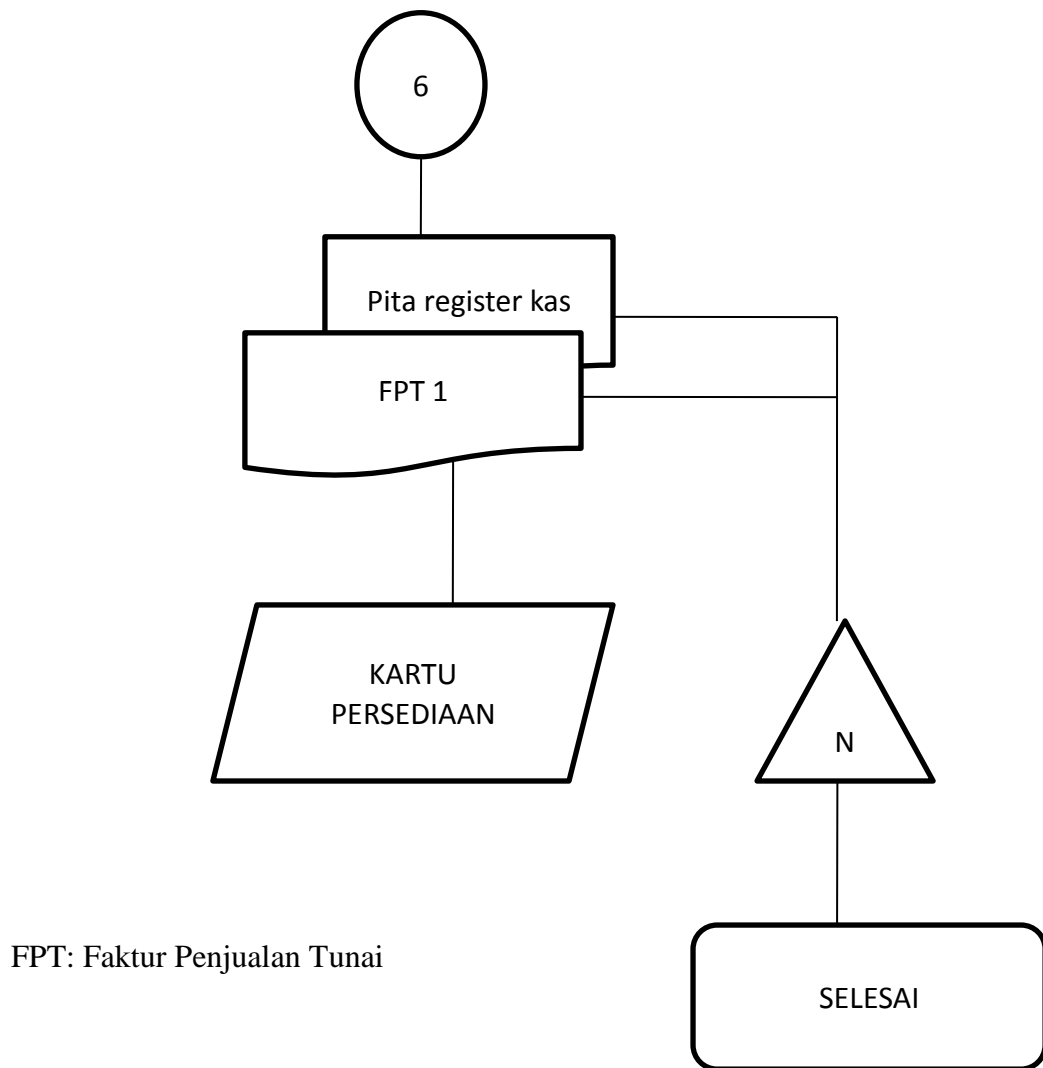 6
Pita register kas
FPT 1
KARTU
PERSEDIAAN
N
FPT: Faktur Penjualan Tunai
SELESAI